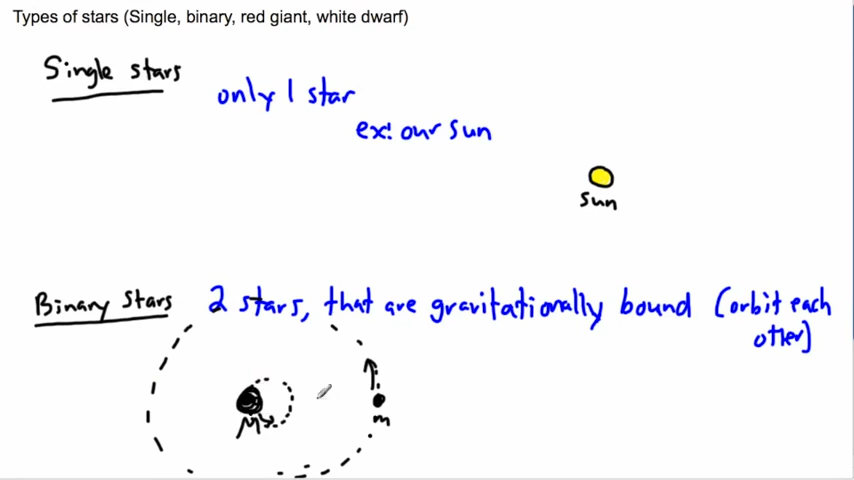 Types of stars (Single, binary, red giant, white dwarf)
Single stars
only 1 star
ex: our sun
sun
Binary Stars 2 stars, that are gravitationally bound (orbit each
other)
M
m